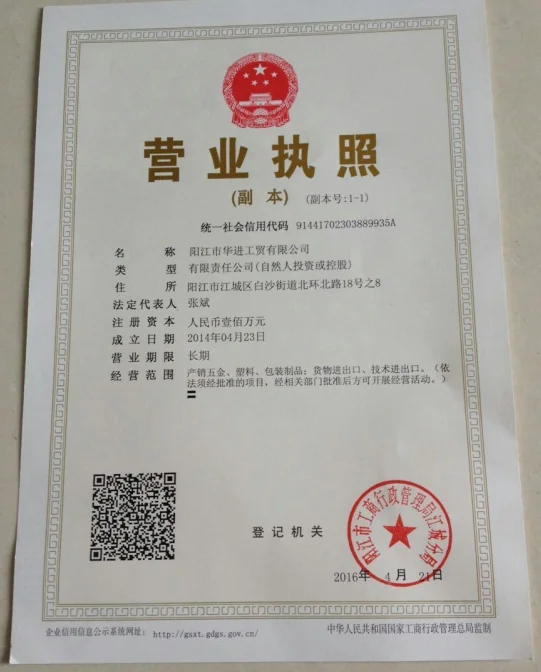 营业执照
(副 本) (副本号:1-1)
统一社会信用代码 91441702303889935A
名 称 阳江市华进工贸有限公司
类 型 有限责任公司(自然人投资或控股)
住 所 阳江市江城区白沙街道北环北路18号之8
法定代表人 张斌
注册资本 人民币壹佰万元
成立日期 2014年04月23日
营业期限 长期
经营范围 产销五金、塑料、包装制品；货物进出口、技术进出口。（依
法须经批准的项目，经相关部门批准后方可开展经营活动。）
登记机关
阳江市工商行政管理局江城分局
2016年 4 月 21日
企业信用信息公示系统网址: http://gsxt.gdgs.gov.cn/
中华人民共和国国家工商行政管理总局监制